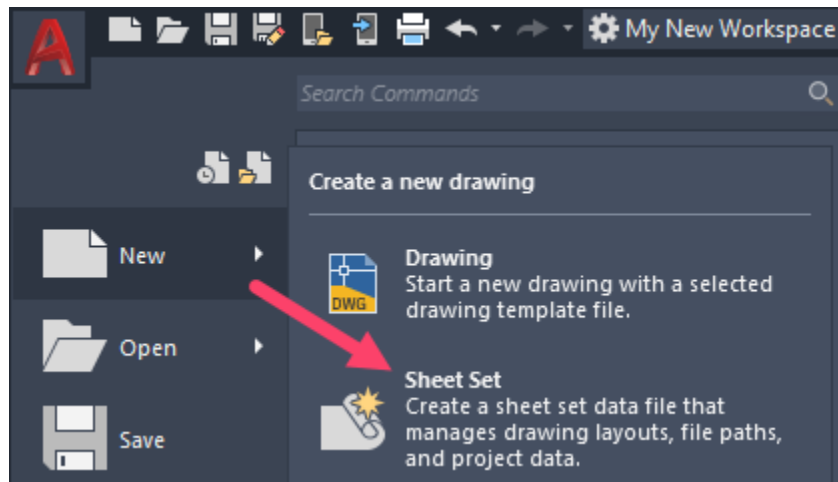 My New Workspace
Search Commands
Create a new drawing
New
Drawing
Start a new drawing with a selected
drawing template file.
DWG
Open
Sheet Set
Create a sheet set data file that
manages drawing layouts, file paths,
and project data.
Save